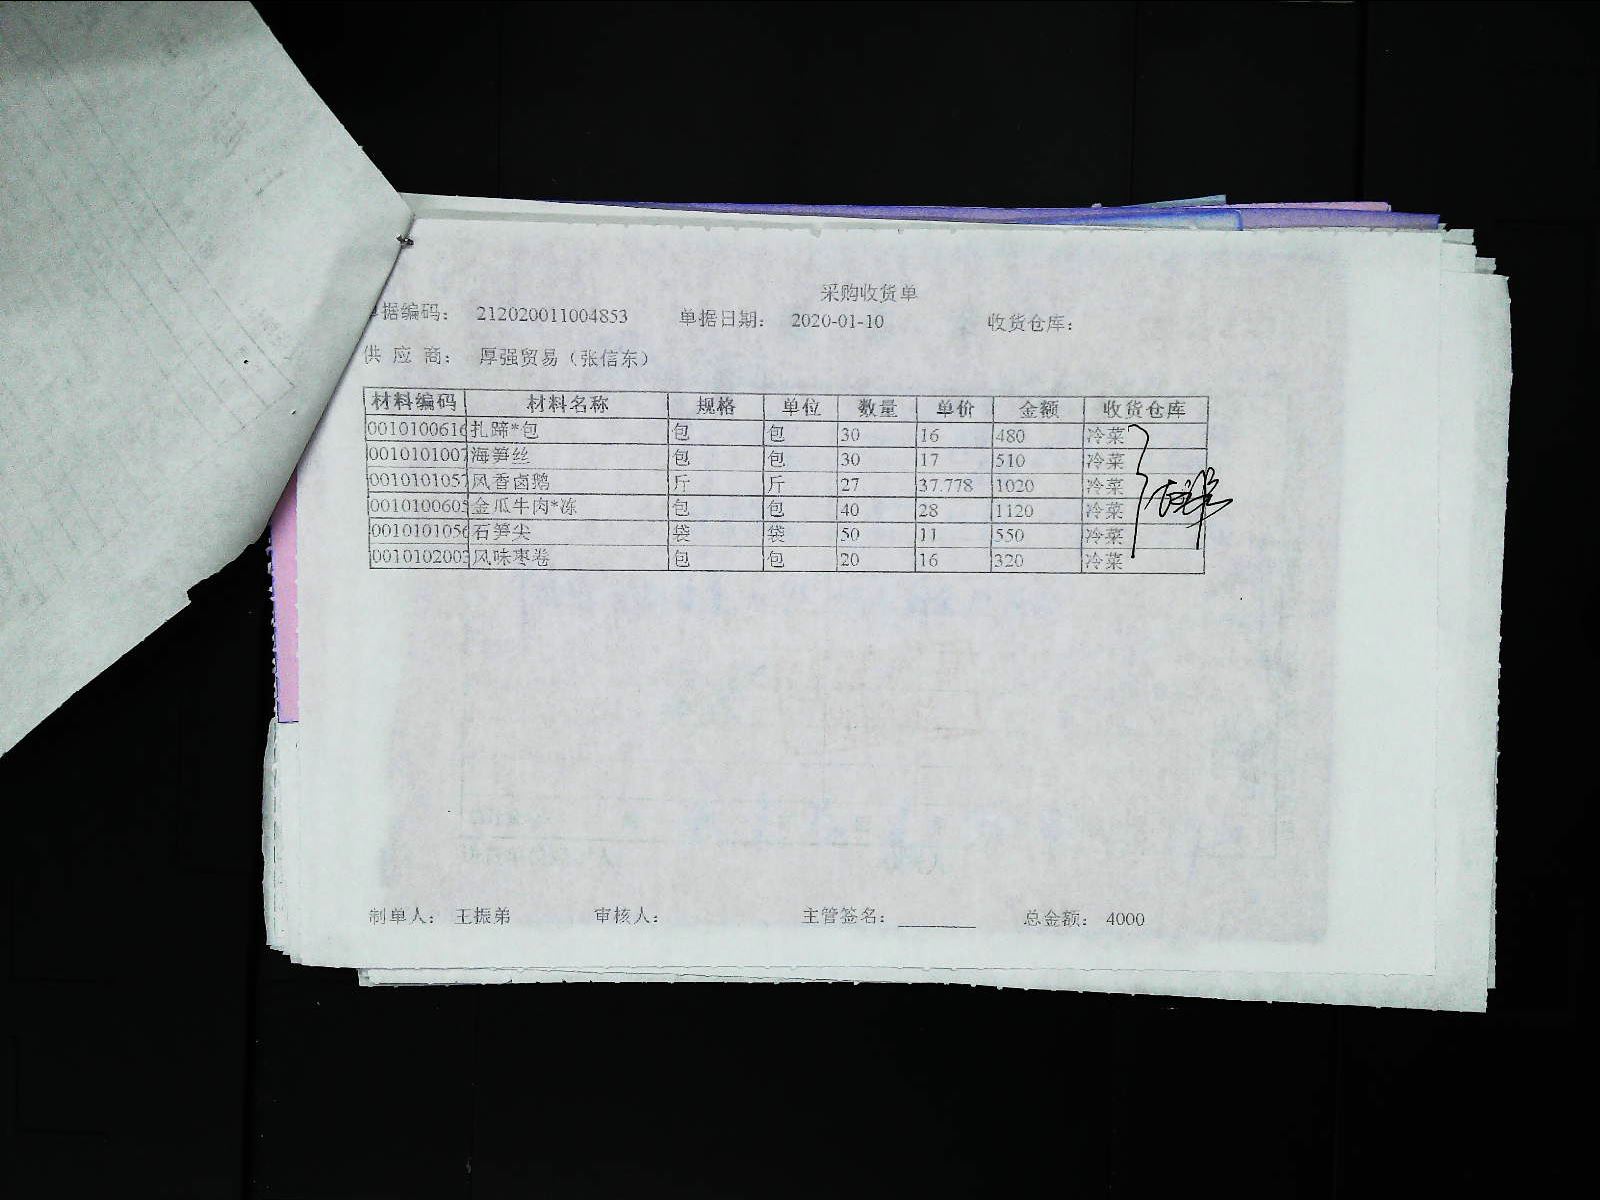 采购收货单
单据编码： 212020011004853 单据日期： 2020-01-10 收货仓库：
供 应 商： 厚强贸易（张信东）
材料编码 材料名称 规格 单位 数量 单价 金额 收货仓库
0010100616 扎蹄*包 包 包 30 16 480 冷菜
0010101007 海笋丝 包 包 30 17 510 冷菜
0010101057 风香卤鹅 斤 斤 27 37.778 1020 冷菜
0010100605 金瓜牛肉*冻 包 包 40 28 1120 冷菜
0010101056 石笋尖 袋 袋 50 11 550 冷菜
0010102003 风味枣卷 包 包 20 16 320 冷菜
制单人： 王振弟 审核人： 主管签名： 总金额： 4000